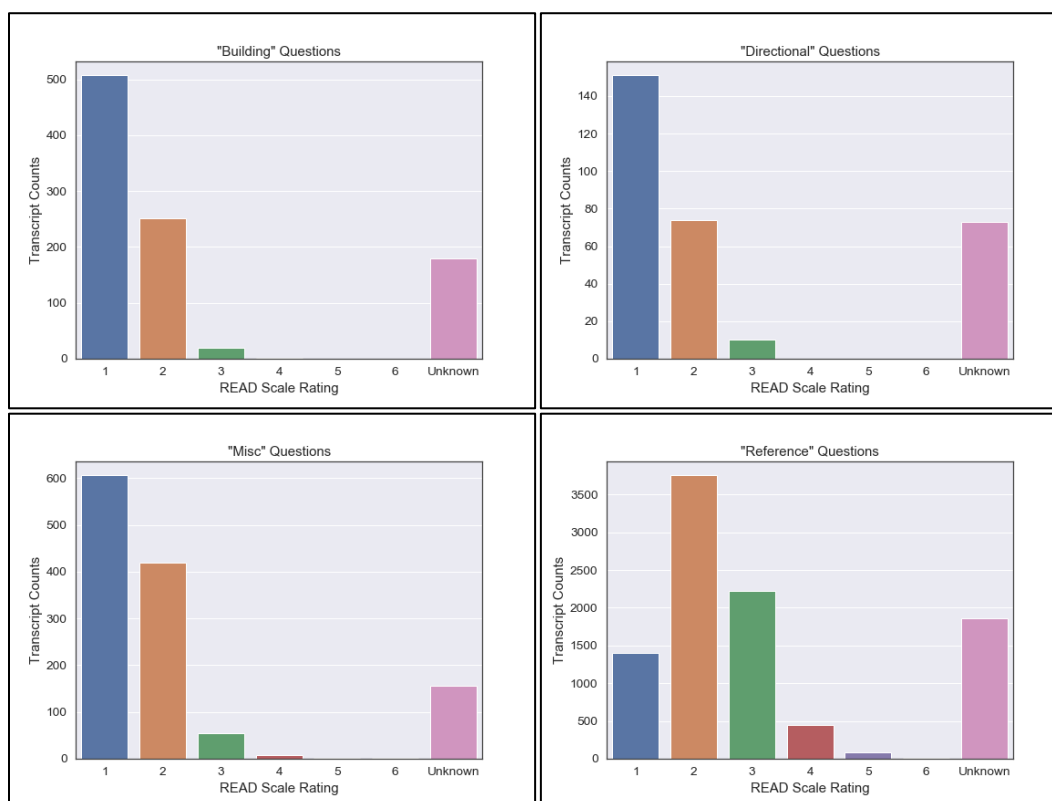 "Building" Questions
500
400
300
200
100
0
Transcript Counts
1 2 3 4 5 6 Unknown
READ Scale Rating
"Directional" Questions
140
120
100
80
60
40
20
0
Transcript Counts
1 2 3 4 5 6 Unknown
READ Scale Rating
"Misc" Questions
600
500
400
300
200
100
0
Transcript Counts
1 2 3 4 5 6 Unknown
READ Scale Rating
"Reference" Questions
3500
3000
2500
2000
1500
1000
500
0
Transcript Counts
1 2 3 4 5 6 Unknown
READ Scale Rating